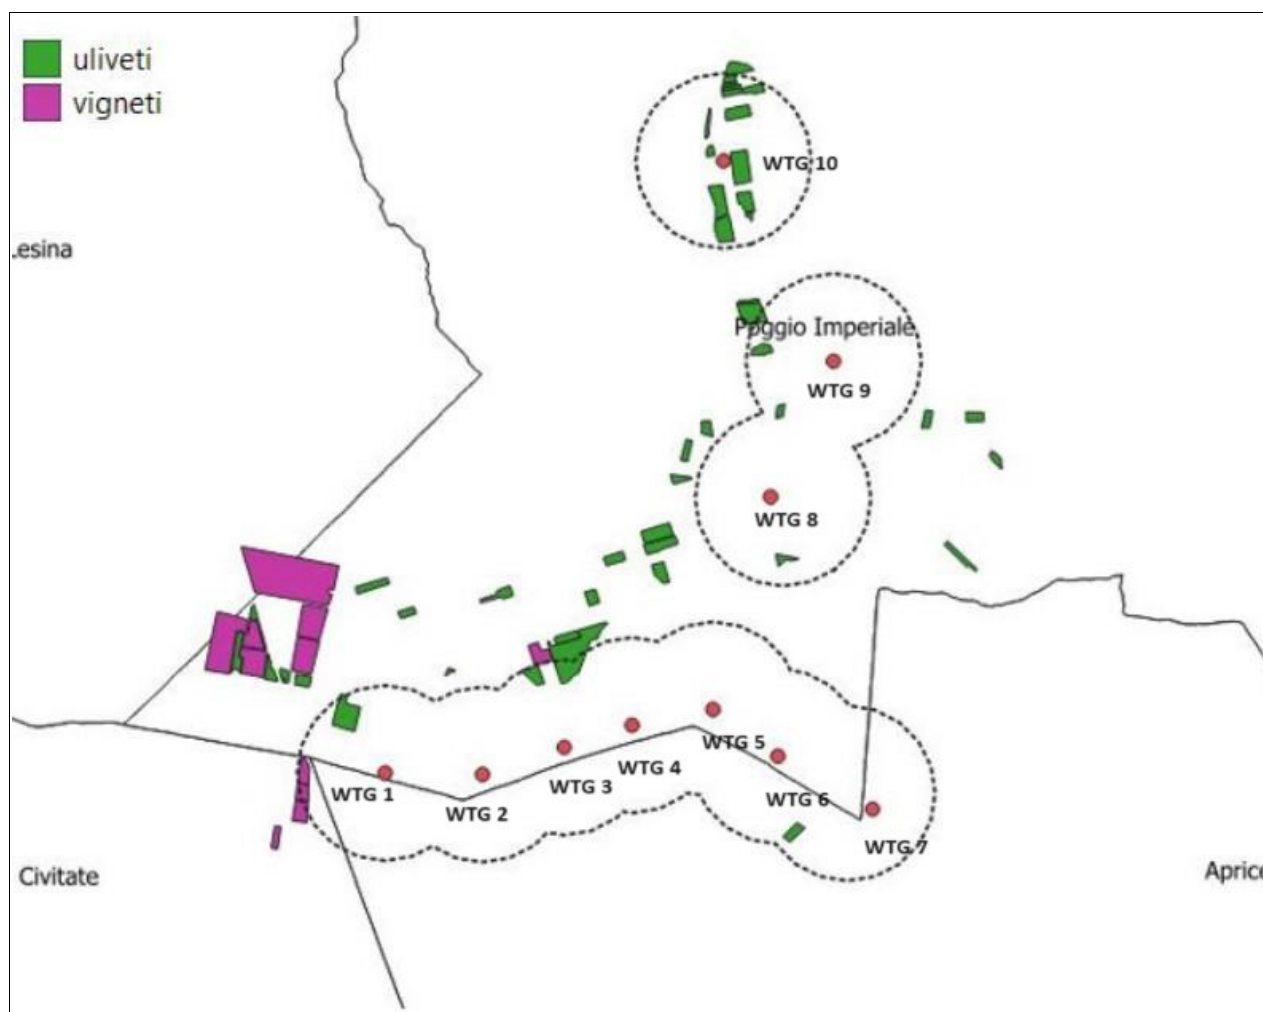 uliveti
vigneti
WTG 10
Lesina
Poggio Imperiale
WTG 9
WTG 8
WTG 5
WTG 4
WTG 3
WTG 1
WTG 6
WTG 2
WTG 7
Civitate
Aprice